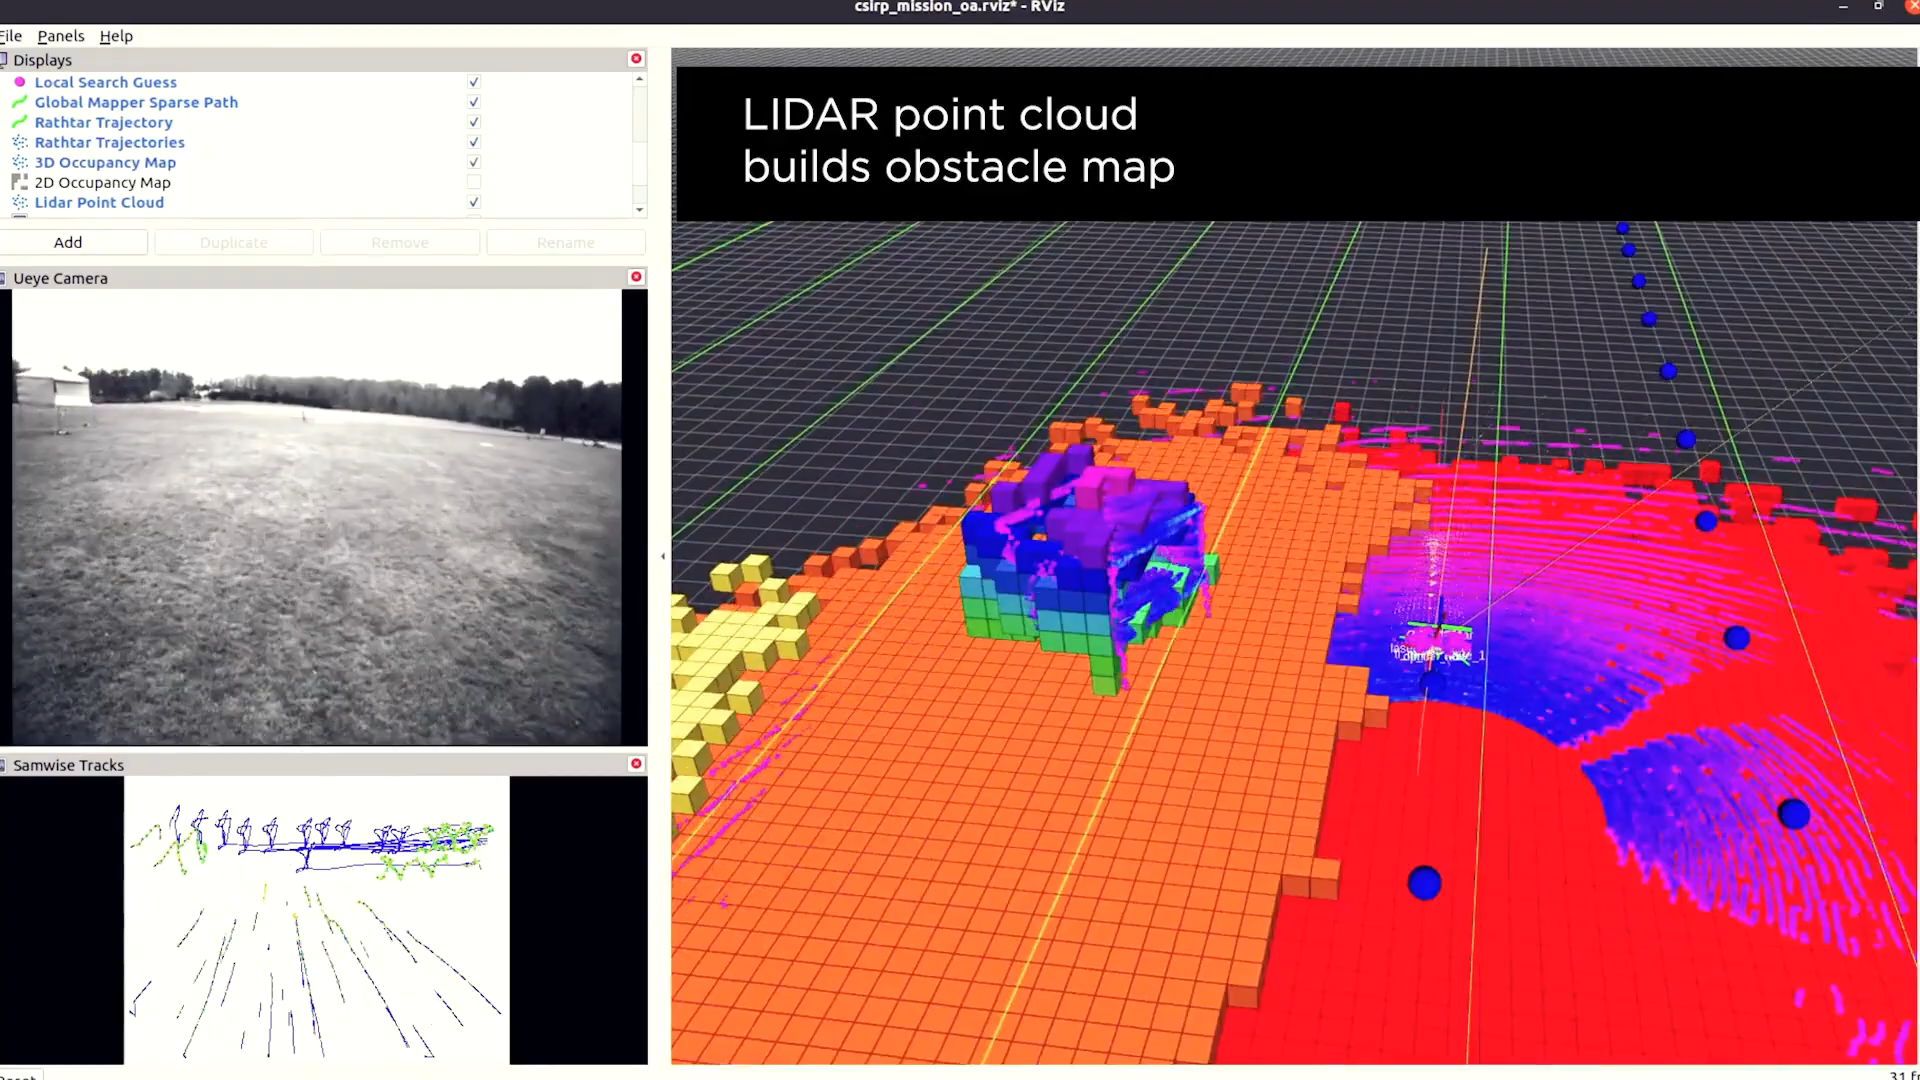 csirp_mission_oa.rviz* - RViz
File Panels Help
Displays
Local Search Guess
Global Mapper Sparse Path
Rathtar Trajectory
Rathtar Trajectories
3D Occupancy Map
2D Occupancy Map
Lidar Point Cloud
Add Duplicate Remove Rename
Ueye Camera
Samwise Tracks
LIDAR point cloud
builds obstacle map